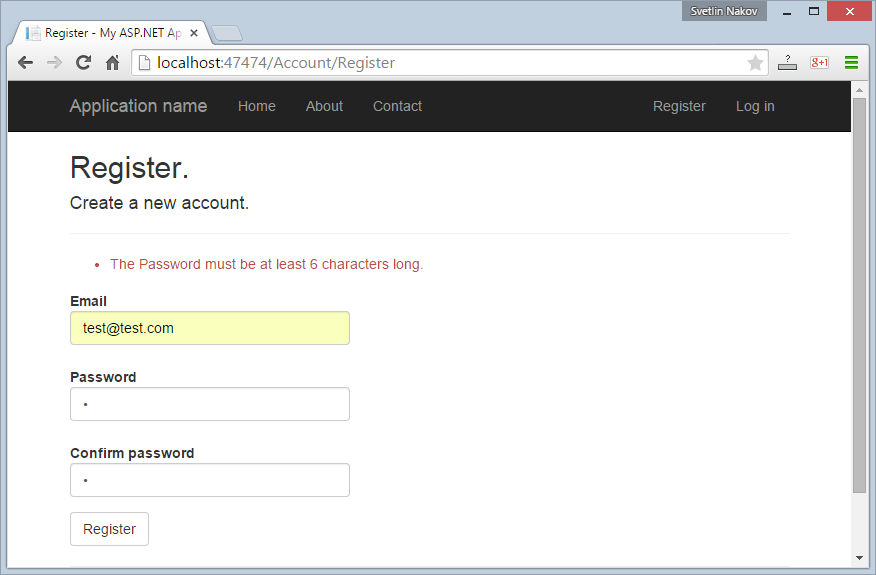 Svetlin Nakov
Register - My ASP.NET Ap
localhost:47474/Account/Register
Application name Home About Contact Register Log in
Register.
Create a new account.
• The Password must be at least 6 characters long.
Email
test@test.com
Password
•
Confirm password
•
Register